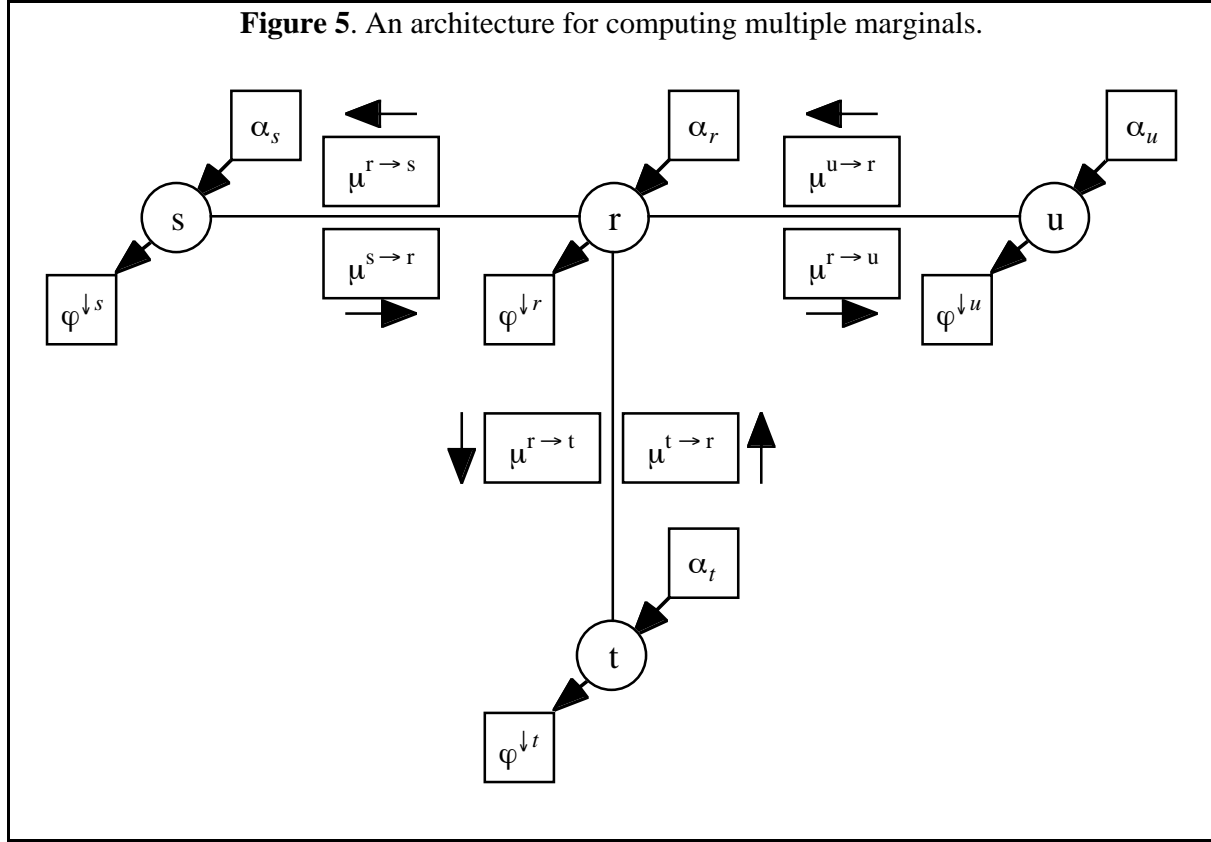 Figure 5. An architecture for computing multiple marginals.
α_s
α_r
α_u
μ^{r → s}
μ^{u → r}
s
r
u
μ^{s → r}
μ^{r → u}
φ^{↓s}
φ^{↓r}
φ^{↓u}
μ^{r → t}
μ^{t → r}
α_t
t
φ^{↓t}